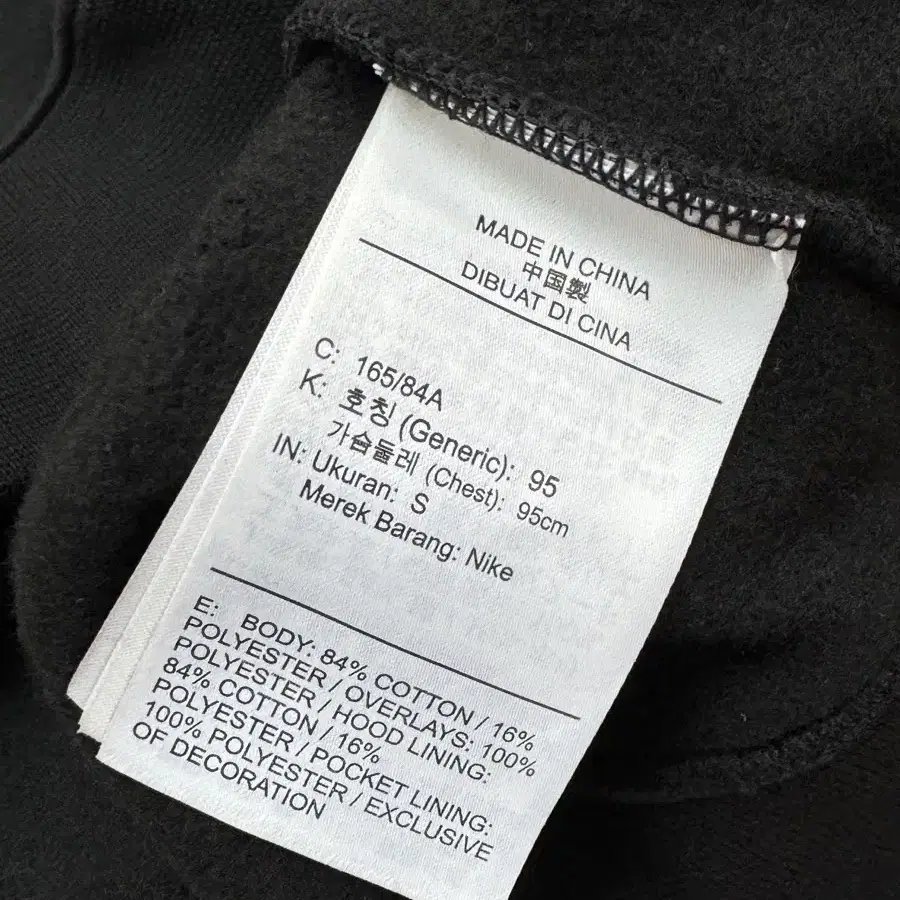 MADE IN CHINA
中国製
DIBUAT DI CINA
C: 165/84A
K: 호칭 (Generic): 95
가슴둘레 (Chest): 95cm
IN: Ukuran: S
Merek Barang: Nike
E: BODY: 84% COTTON / 16%
POLYESTER / OVERLAYS: 100%
POLYESTER / HOOD LINING:
84% COTTON / 16%
POLYESTER / POCKET LINING:
100% POLYESTER / EXCLUSIVE
OF DECORATION